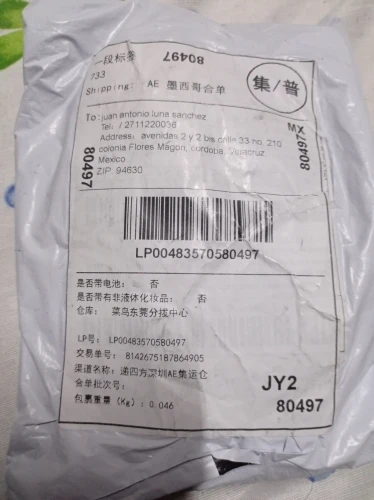 一段标签
80497
733
Shipping: AE 墨西哥合单
集/普
To: juan antonio luna sanchez
Tel: /2711220036
Address: avenidas 2 y 2 bis calle 33 no. 210
colonia Flores Magon, cordoba, Veracruz
Mexico
ZIP: 94630
80497
MX
80497
LP00483570580497
是否带电池: 否
是否带有非液体化妆品: 否
仓库: 菜鸟东莞分拨中心
LP号: LP00483570580497
交易单号: 8142675187864905
渠道名称: 递四方深圳AE集运仓
合单批次号:
包裹重量(Kg): 0.046
JY2
80497